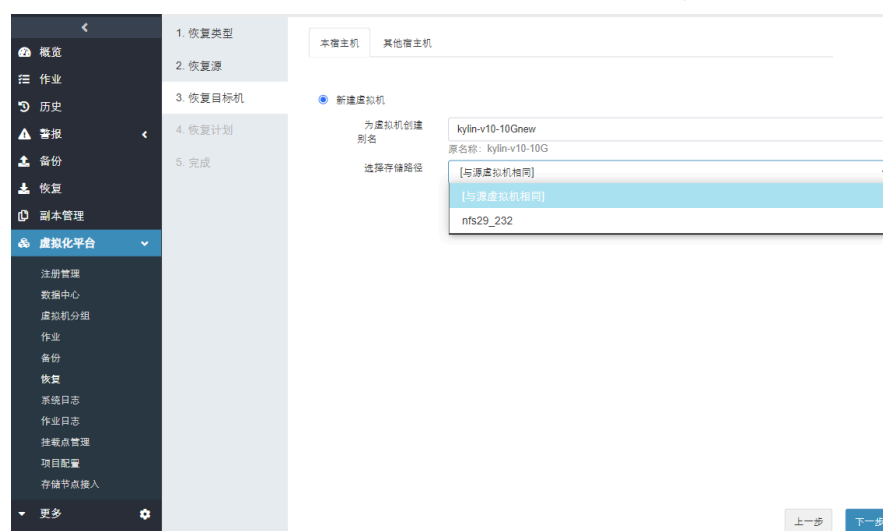 概览
作业
历史
警报
备份
恢复
副本管理
虚拟化平台
注册管理
数据中心
虚拟机分组
作业
备份
恢复
系统日志
作业日志
挂载点管理
项目配置
存储节点接入
更多
1. 恢复类型
2. 恢复源
3. 恢复目标机
4. 恢复计划
5. 完成
本宿主机 其他宿主机
新建虚拟机
为虚拟机创建
别名
kylin-v10-10Gnew
原名称: kylin-v10-10G
选择存储路径
[与源虚拟机相同]
[与源虚拟机相同]
nfs29_232
上一步 下一步